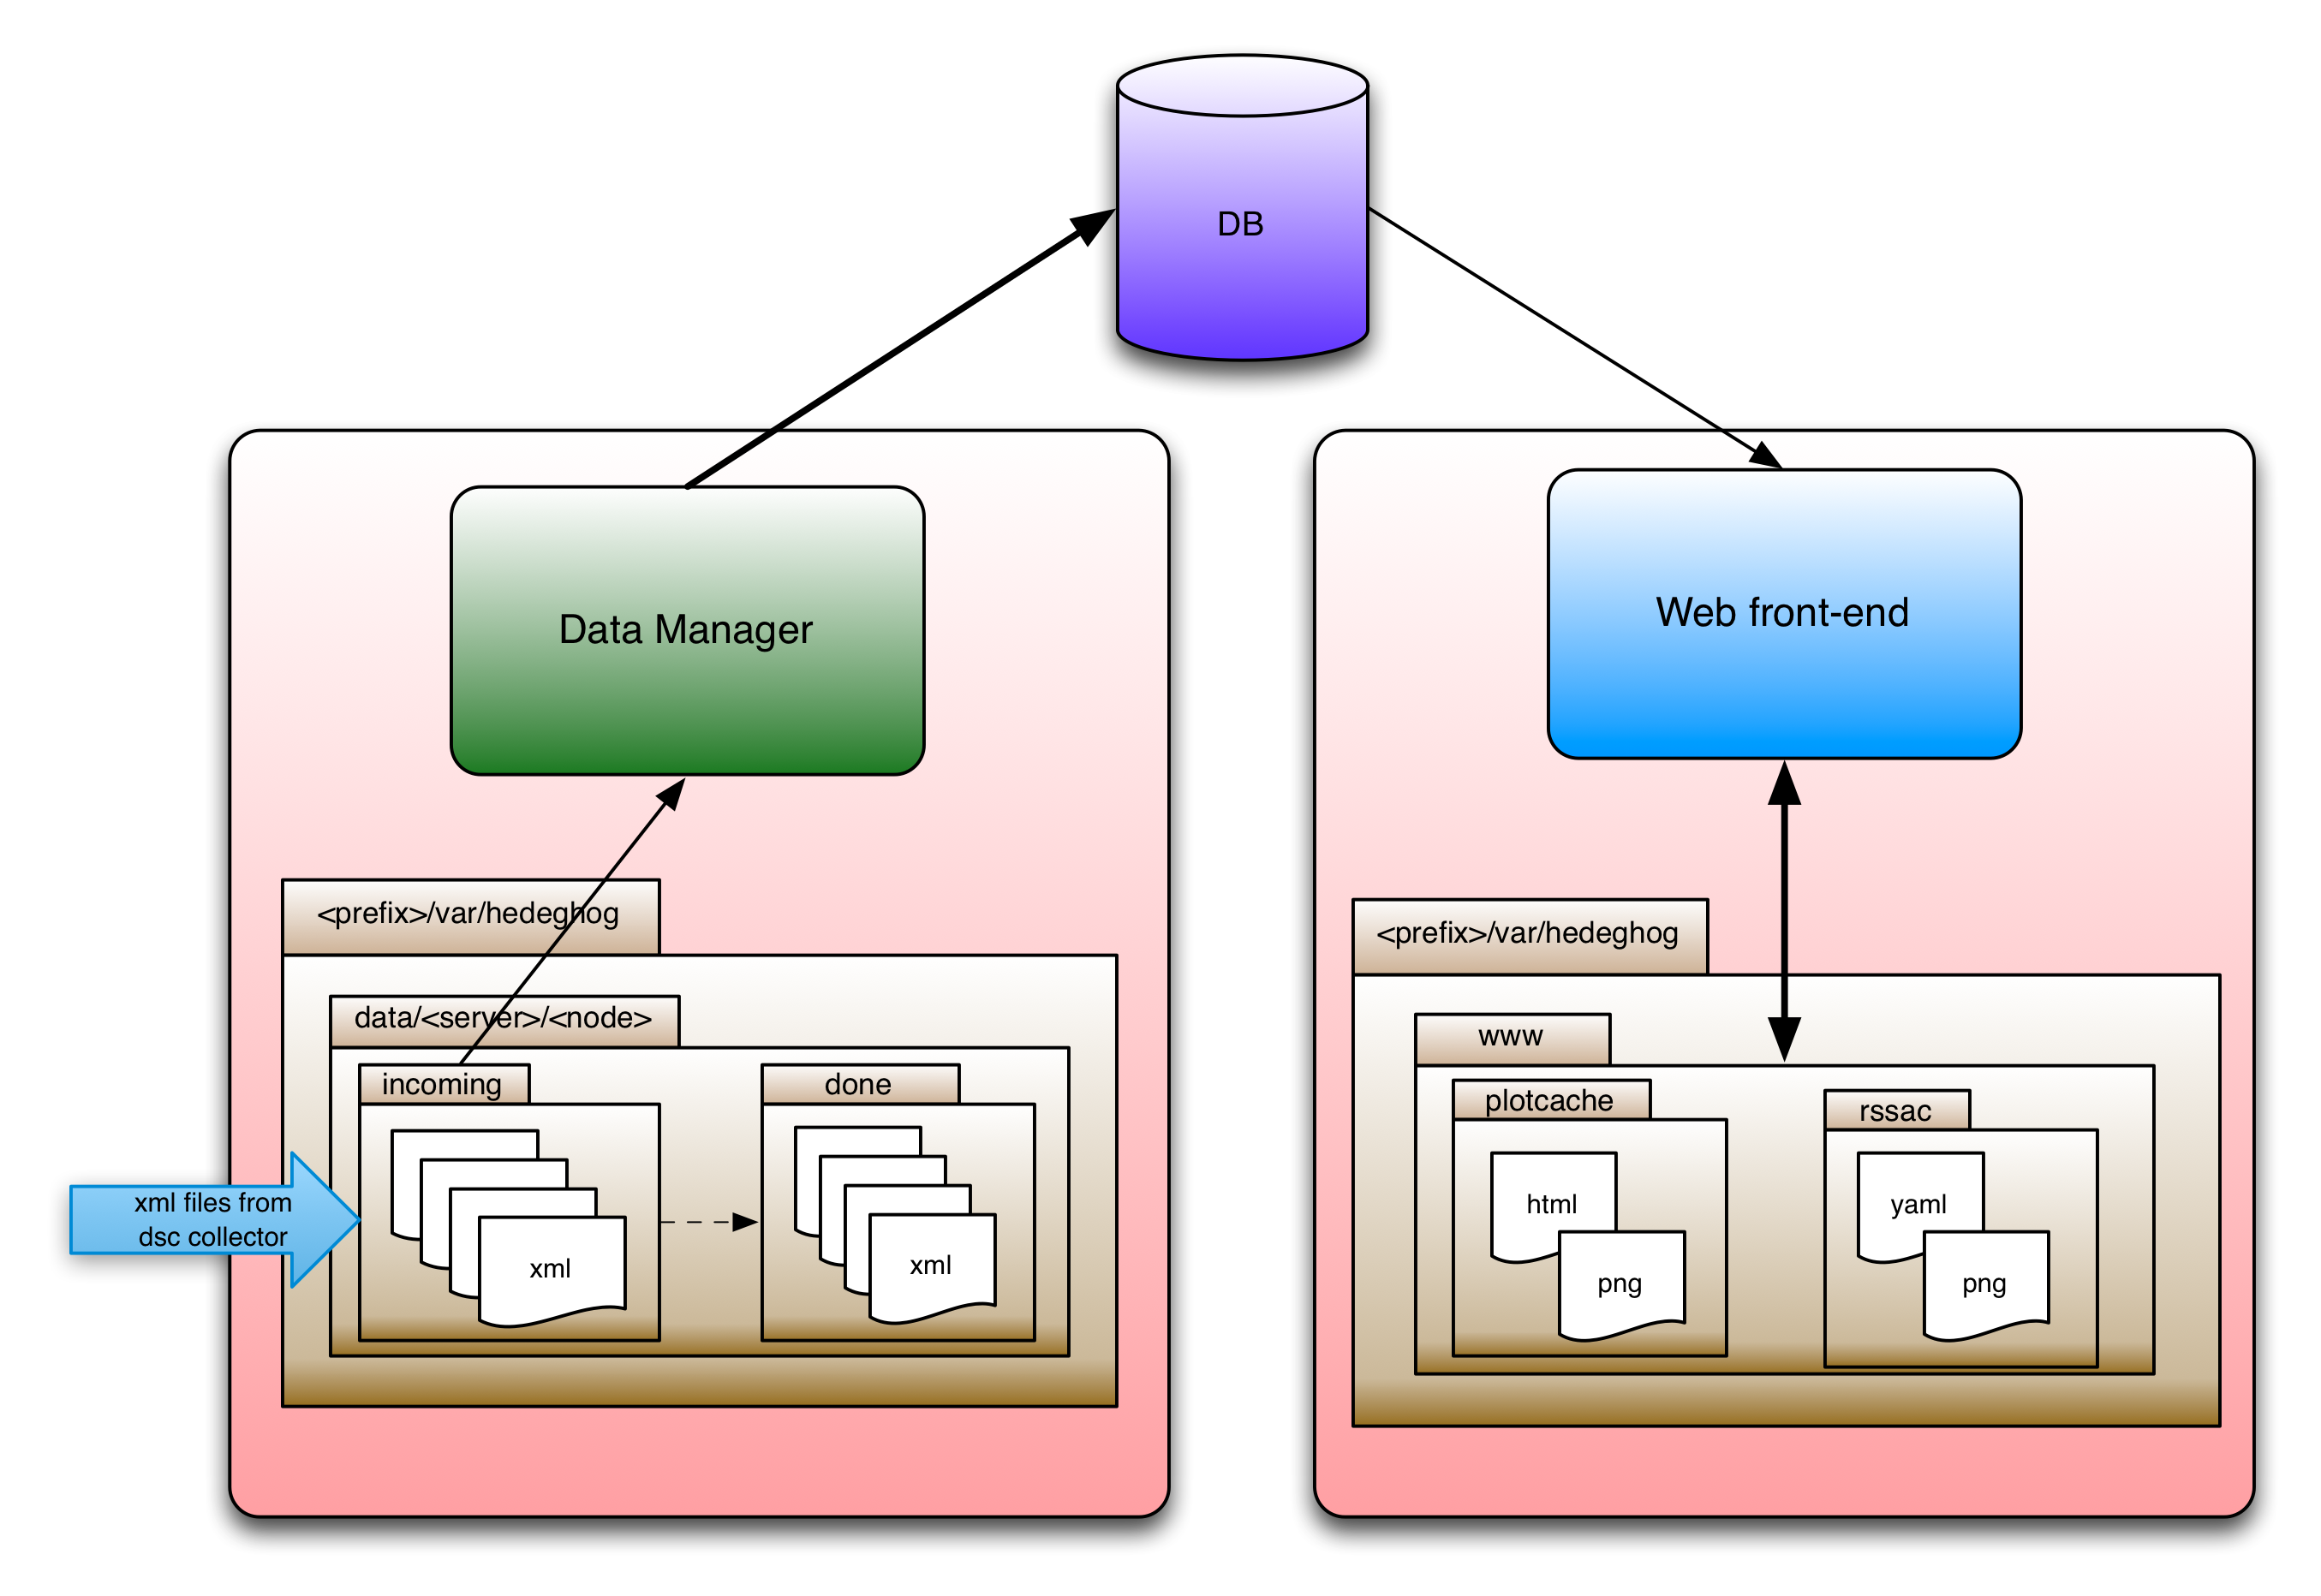 DB
Data Manager
Web front-end
<prefix>/var/hedeghog
data/<server>/<node>
incoming
done
xml files from
dsc collector
xml
xml
<prefix>/var/hedeghog
www
plotcache
rssac
html
png
yaml
png